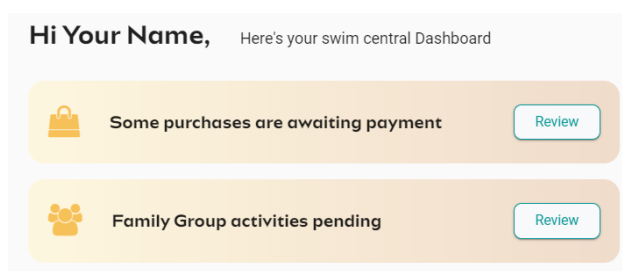 Hi Your Name, Here's your swim central Dashboard
Some purchases are awaiting payment
Review
Family Group activities pending
Review